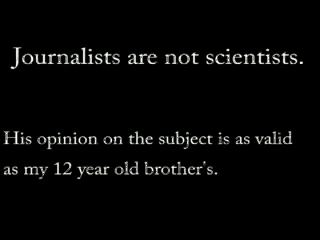 Journalists are not scientists.
His opinion on the subject is as valid
as my 12 year old brother's.